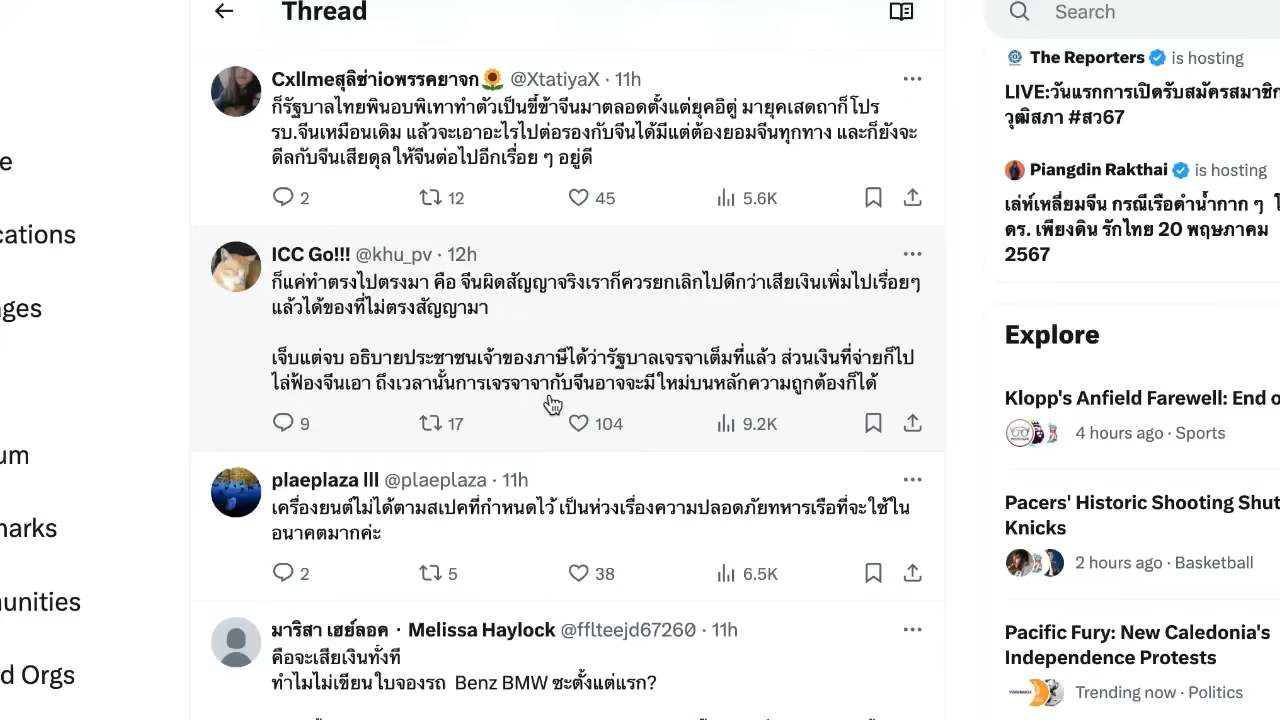 Thread
Cxllmeสุลิซ่าioพรรคยาจก🌻 @XtatiyaX · 11h
ก็รัฐบาลไทยพินอบพิเทาทำตัวเป็นขี้ข้าจีนมาตลอดตั้งแต่ยุคอิตู่ มายุคเสดถาก็โปร
รบ.จีนเหมือนเดิม แล้วจะเอาอะไรไปต่อรองกับจีนได้มีแต่ต้องยอมจีนทุกทาง และก็ยังจะ
ดีลกับจีนเสียดุลให้จีนต่อไปอีกเรื่อย ๆ อยู่ดี
2 12 45 5.6K
ICC Go!!! @khu_pv · 12h
ก็แค่ทำตรงไปตรงมา คือ จีนผิดสัญญาจริงเราก็ควรยกเลิกไปดีกว่าเสียเงินเพิ่มไปเรื่อยๆ
แล้วได้ของที่ไม่ตรงสัญญามา
เจ็บแต่จบ อธิบายประชาชนเจ้าของภาษีได้ว่ารัฐบาลเจรจาเต็มที่แล้ว ส่วนเงินที่จ่ายก็ไป
ไล่ฟ้องจีนเอา ถึงเวลานั้นการเจรจาจากับจีนอาจจะมีใหม่บนหลักความถูกต้องก็ได้
9 17 104 9.2K
plaeplaza lll @plaeplaza · 11h
เครื่องยนต์ไม่ได้ตามสเปคที่กำหนดไว้ เป็นห่วงเรื่องความปลอดภัยทหารเรือที่จะใช้ใน
อนาคตมากค่ะ
2 5 38 6.5K
มาริสา เฮย์ลอค · Melissa Haylock @fflteejd67260 · 11h
คือจะเสียเงินทั้งที
ทำไมไม่เขียนใบจองรถ Benz BMW ซะตั้งแต่แรก?
e
cations
ges
um
marks
unities
d Orgs
Search
The Reporters is hosting
LIVE:วันแรกการเปิดรับสมัครสมาชิก
วุฒิสภา #สว67
Piangdin Rakthai is hosting
เล่ห์เหลี่ยมจีน กรณีเรือดำน้ำกาก ๆ โ
ดร. เพียงดิน รักไทย 20 พฤษภาคม
2567
Explore
Klopp's Anfield Farewell: End o
4 hours ago · Sports
Pacers' Historic Shooting Shut
Knicks
2 hours ago · Basketball
Pacific Fury: New Caledonia's
Independence Protests
Trending now · Politics